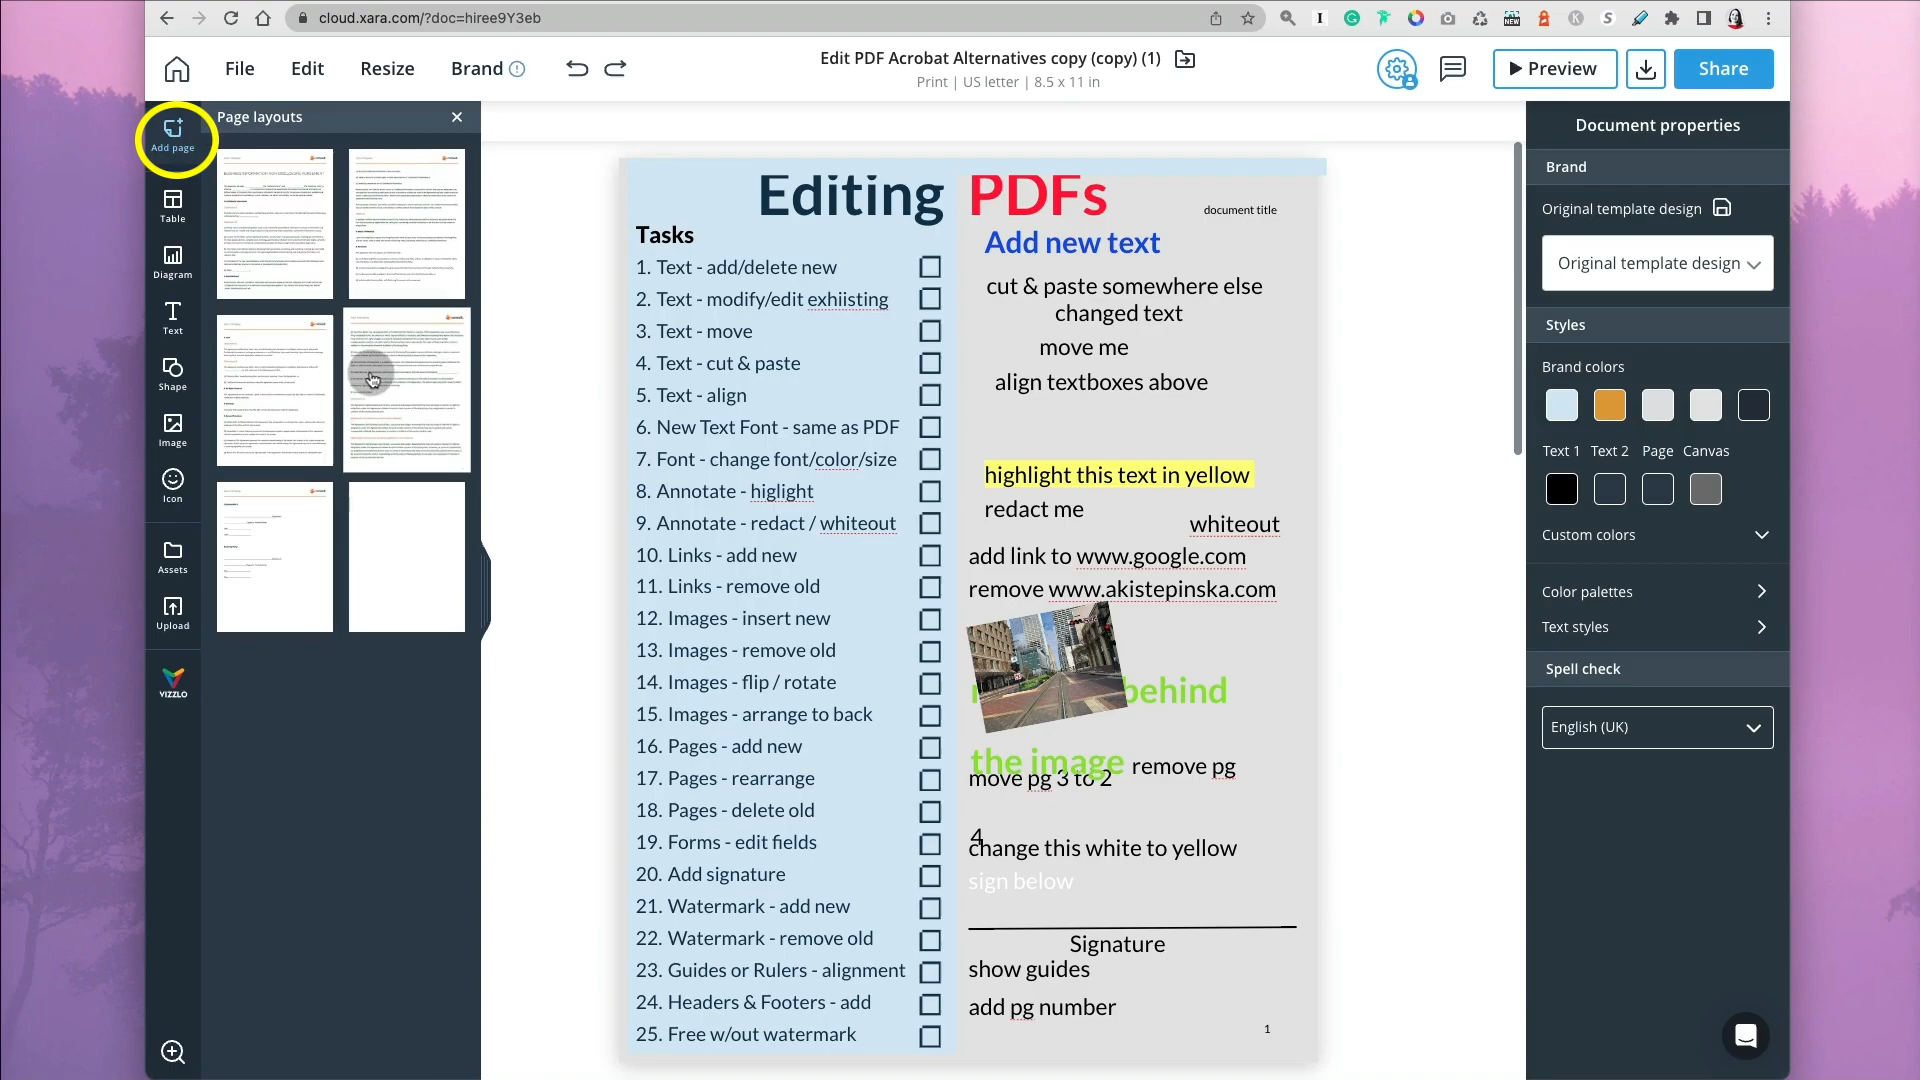 cloud.xara.com/?doc=hiree9Y3eb
NEW
File
Edit
Resize
Brand
Edit PDF Acrobat Alternatives copy (copy) (1)
Print | US letter | 8.5 x 11 in
Preview
Share
Add page
Table
Diagram
Text
Shape
Image
Icon
Assets
Upload
VIZZLO
Page layouts
Editing PDFs
document title
Tasks
1. Text - add/delete new
2. Text - modify/edit exhiisting
3. Text - move
4. Text - cut & paste
5. Text - align
6. New Text Font - same as PDF
7. Font - change font/color/size
8. Annotate - higlight
9. Annotate - redact / whiteout
10. Links - add new
11. Links - remove old
12. Images - insert new
13. Images - remove old
14. Images - flip / rotate
15. Images - arrange to back
16. Pages - add new
17. Pages - rearrange
18. Pages - delete old
19. Forms - edit fields
20. Add signature
21. Watermark - add new
22. Watermark - remove old
23. Guides or Rulers - alignment
24. Headers & Footers - add
25. Free w/out watermark
Add new text
cut & paste somewhere else
changed text
move me
align textboxes above
highlight this text in yellow
redact me
whiteout
add link to www.google.com
remove www.akistepinska.com
behind
the image
remove pg
move pg 3 to 2
4
change this white to yellow
sign below
Signature
show guides
add pg number
1
Document properties
Brand
Original template design
Original template design
Styles
Brand colors
Text 1
Text 2
Page
Canvas
Custom colors
Color palettes
Text styles
Spell check
English (UK)